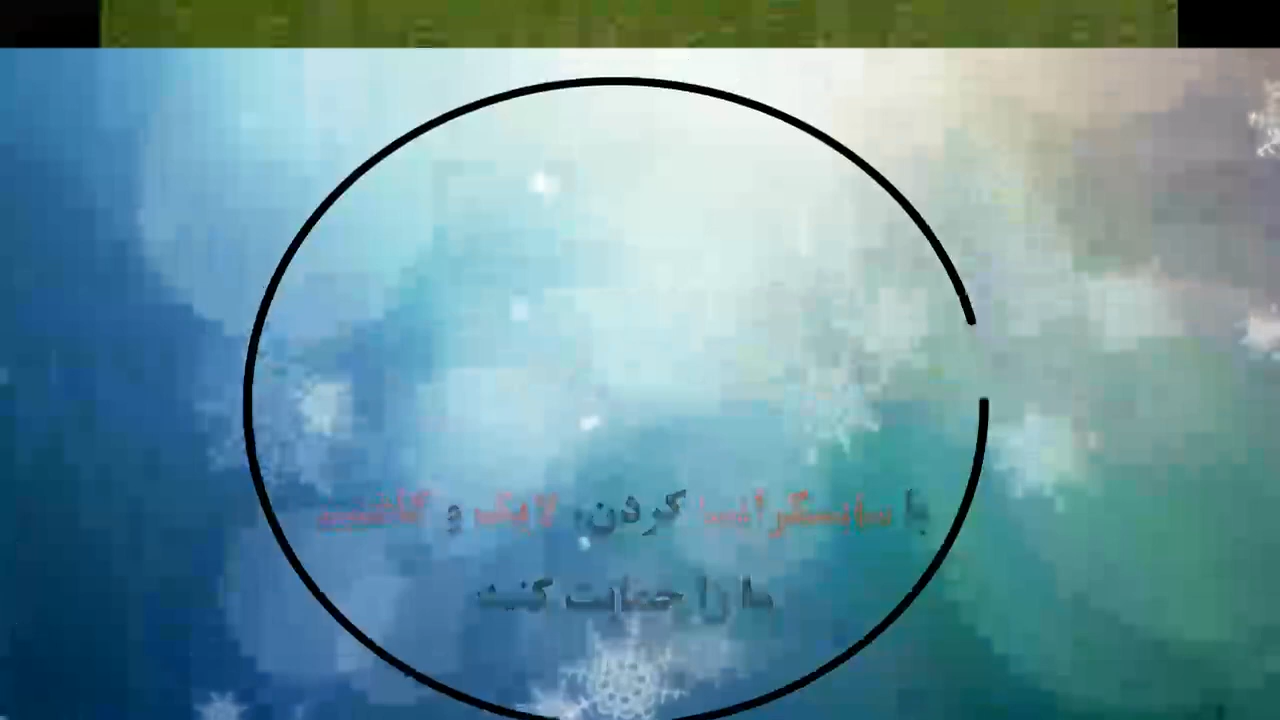 با سابسکرایب کردن، لایک و کامنت
ما را حمایت کنید